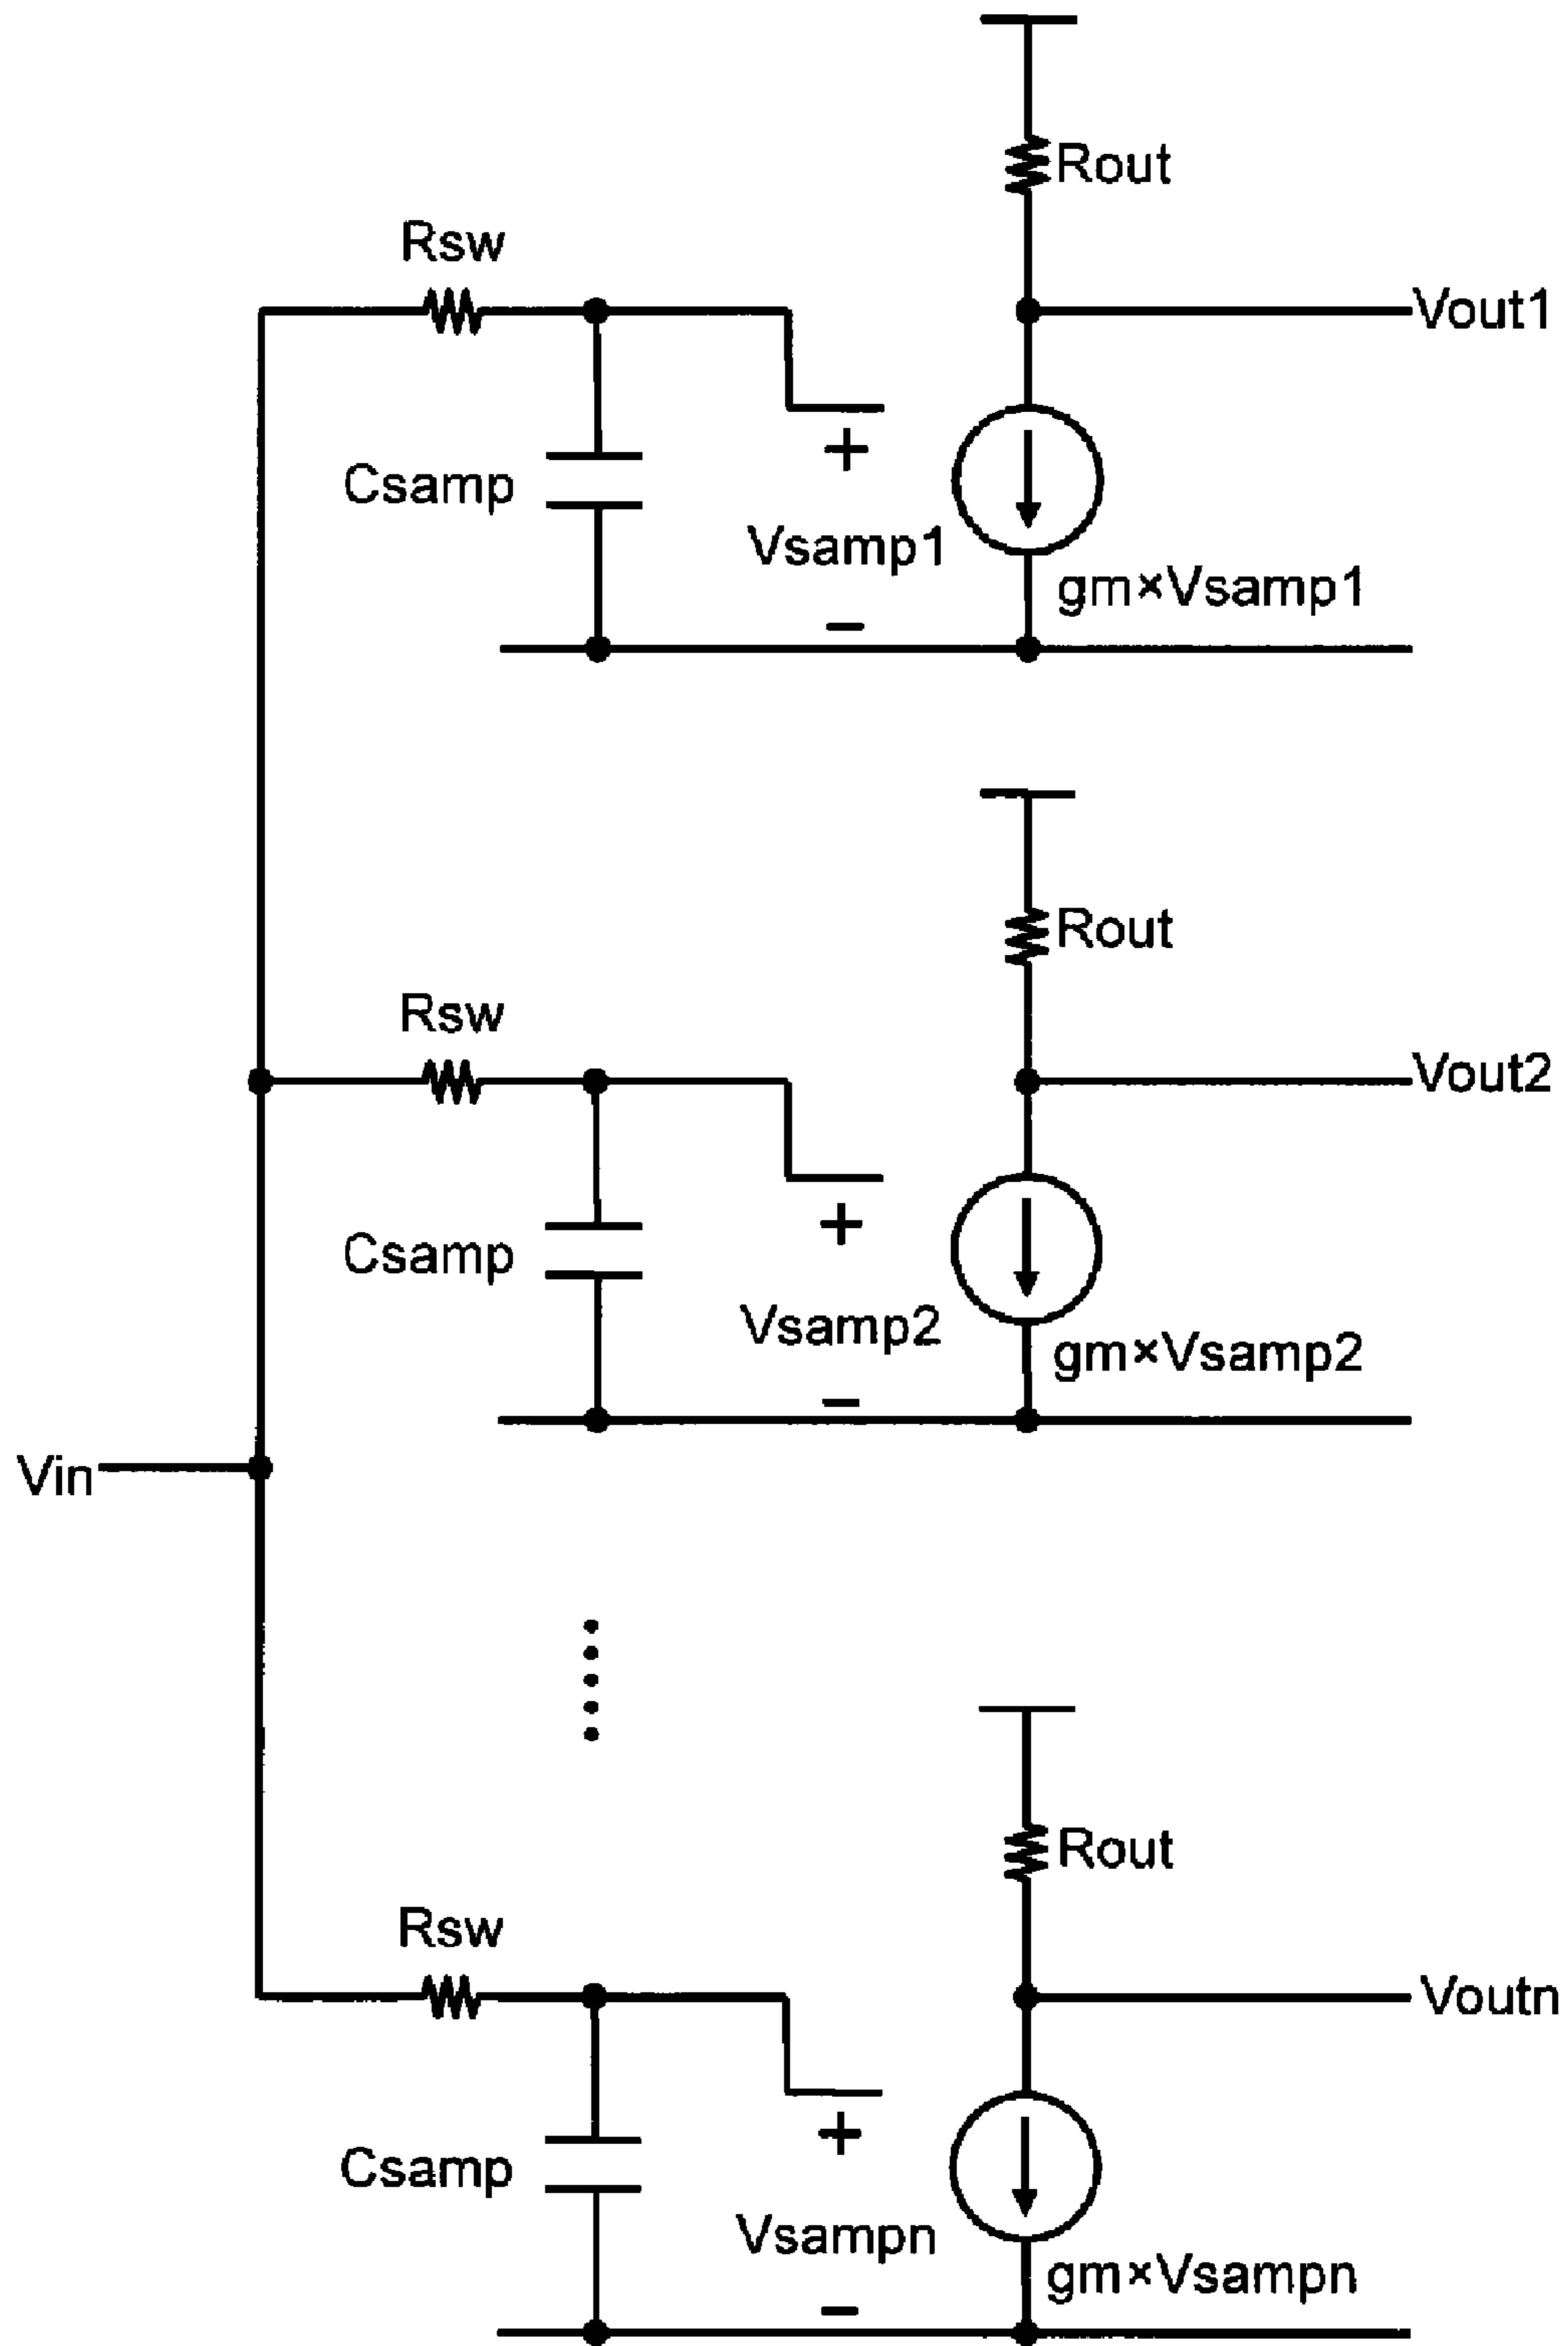 Rout
Rsw
Vout1
Csamp
+
Vsamp1
gm×Vsamp1
−
Rout
Rsw
Vout2
Csamp
+
Vsamp2
gm×Vsamp2
−
Vin
Rout
Rsw
Voutn
Csamp
+
Vsampn
gm×Vsampn
−